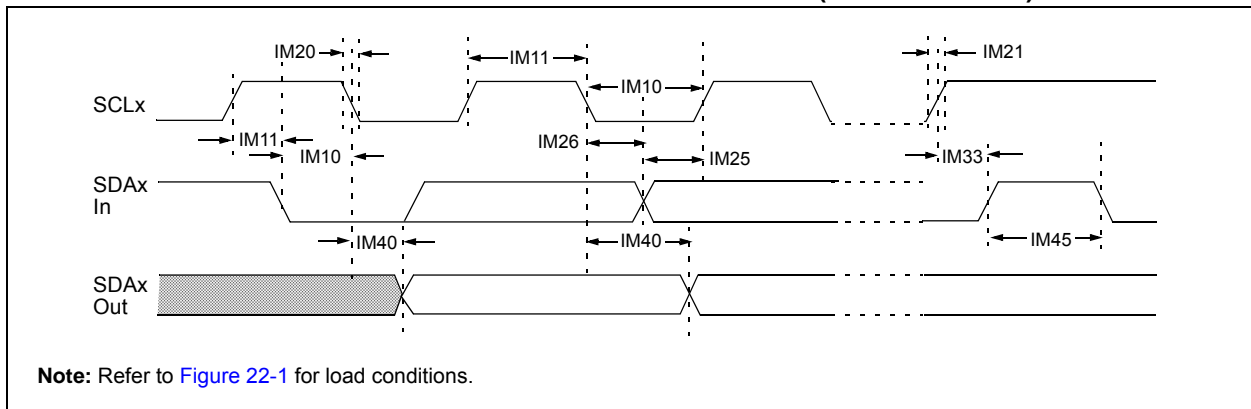 IM20
IM11
IM21
IM10
SCLx
IM11
IM26
IM10
IM25
IM33
SDAx
In
IM40
IM40
IM45
SDAx
Out
Note: Refer to Figure 22-1 for load conditions.